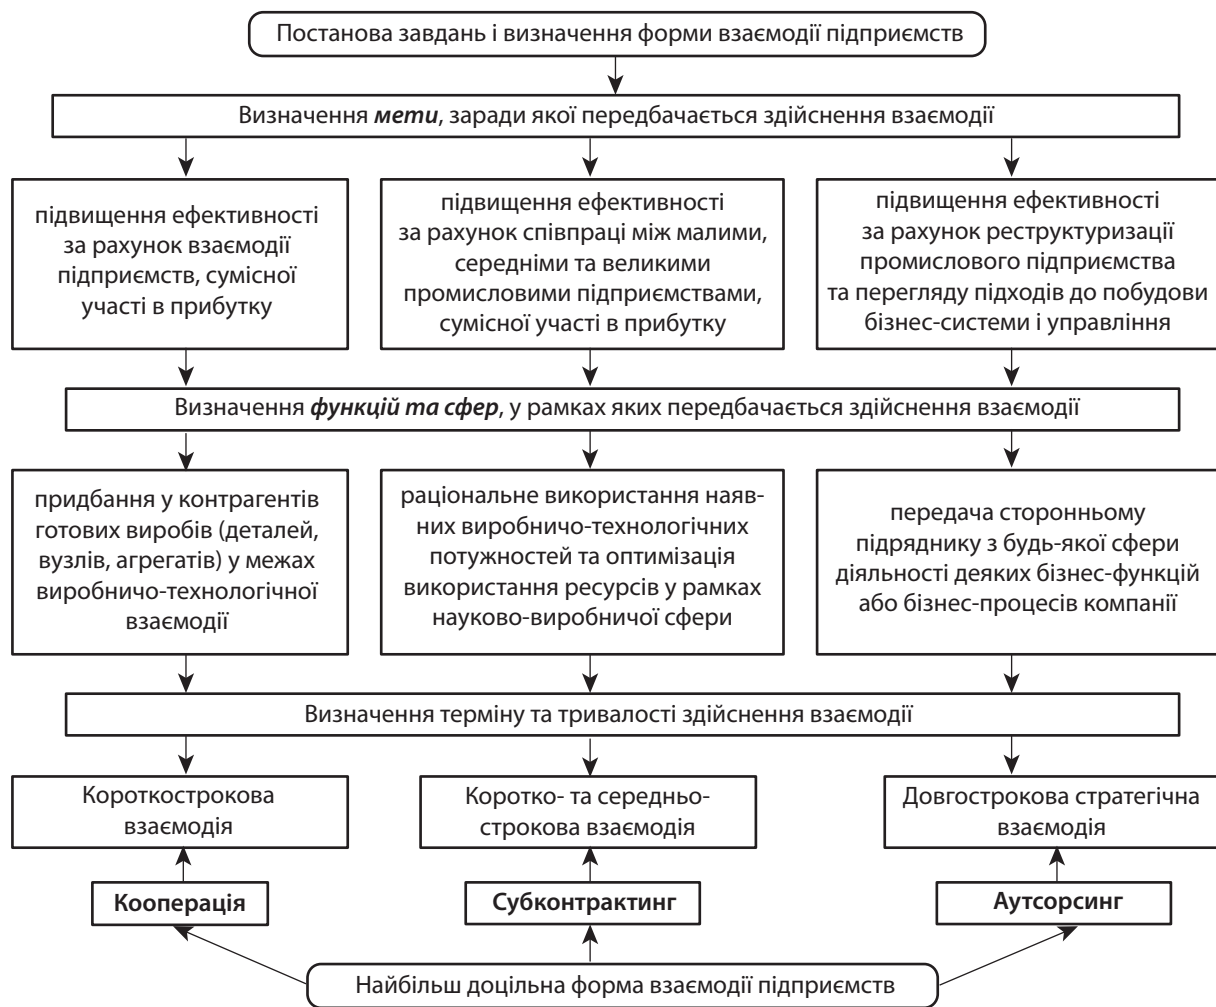 Постанова завдань і визначення форми взаємодії підприємств
Визначення мети, заради якої передбачається здійснення взаємодії
підвищення ефективності
за рахунок взаємодії
підприємств, сумісної
участі в прибутку
підвищення ефективності
за рахунок співпраці між малими,
середніми та великими
промисловими підприємствами,
сумісної участі в прибутку
підвищення ефективності
за рахунок реструктуризації
промислового підприємства
та перегляду підходів до побудови
бізнес-системи і управління
Визначення функцій та сфер, у рамках яких передбачається здійснення взаємодії
придбання у контрагентів
готових виробів (деталей,
вузлів, агрегатів) у межах
виробничо-технологічної
взаємодії
раціональне використання наяв-
них виробничо-технологічних
потужностей та оптимізація
використання ресурсів у рамках
науково-виробничої сфери
передача сторонньому
підряднику з будь-якої сфери
діяльності деяких бізнес-функцій
або бізнес-процесів компанії
Визначення терміну та тривалості здійснення взаємодії
Короткострокова
взаємодія
Коротко- та середньо-
строкова взаємодія
Довгострокова стратегічна
взаємодія
Кооперація
Субконтрактинг
Аутсорсинг
Найбільш доцільна форма взаємодії підприємств